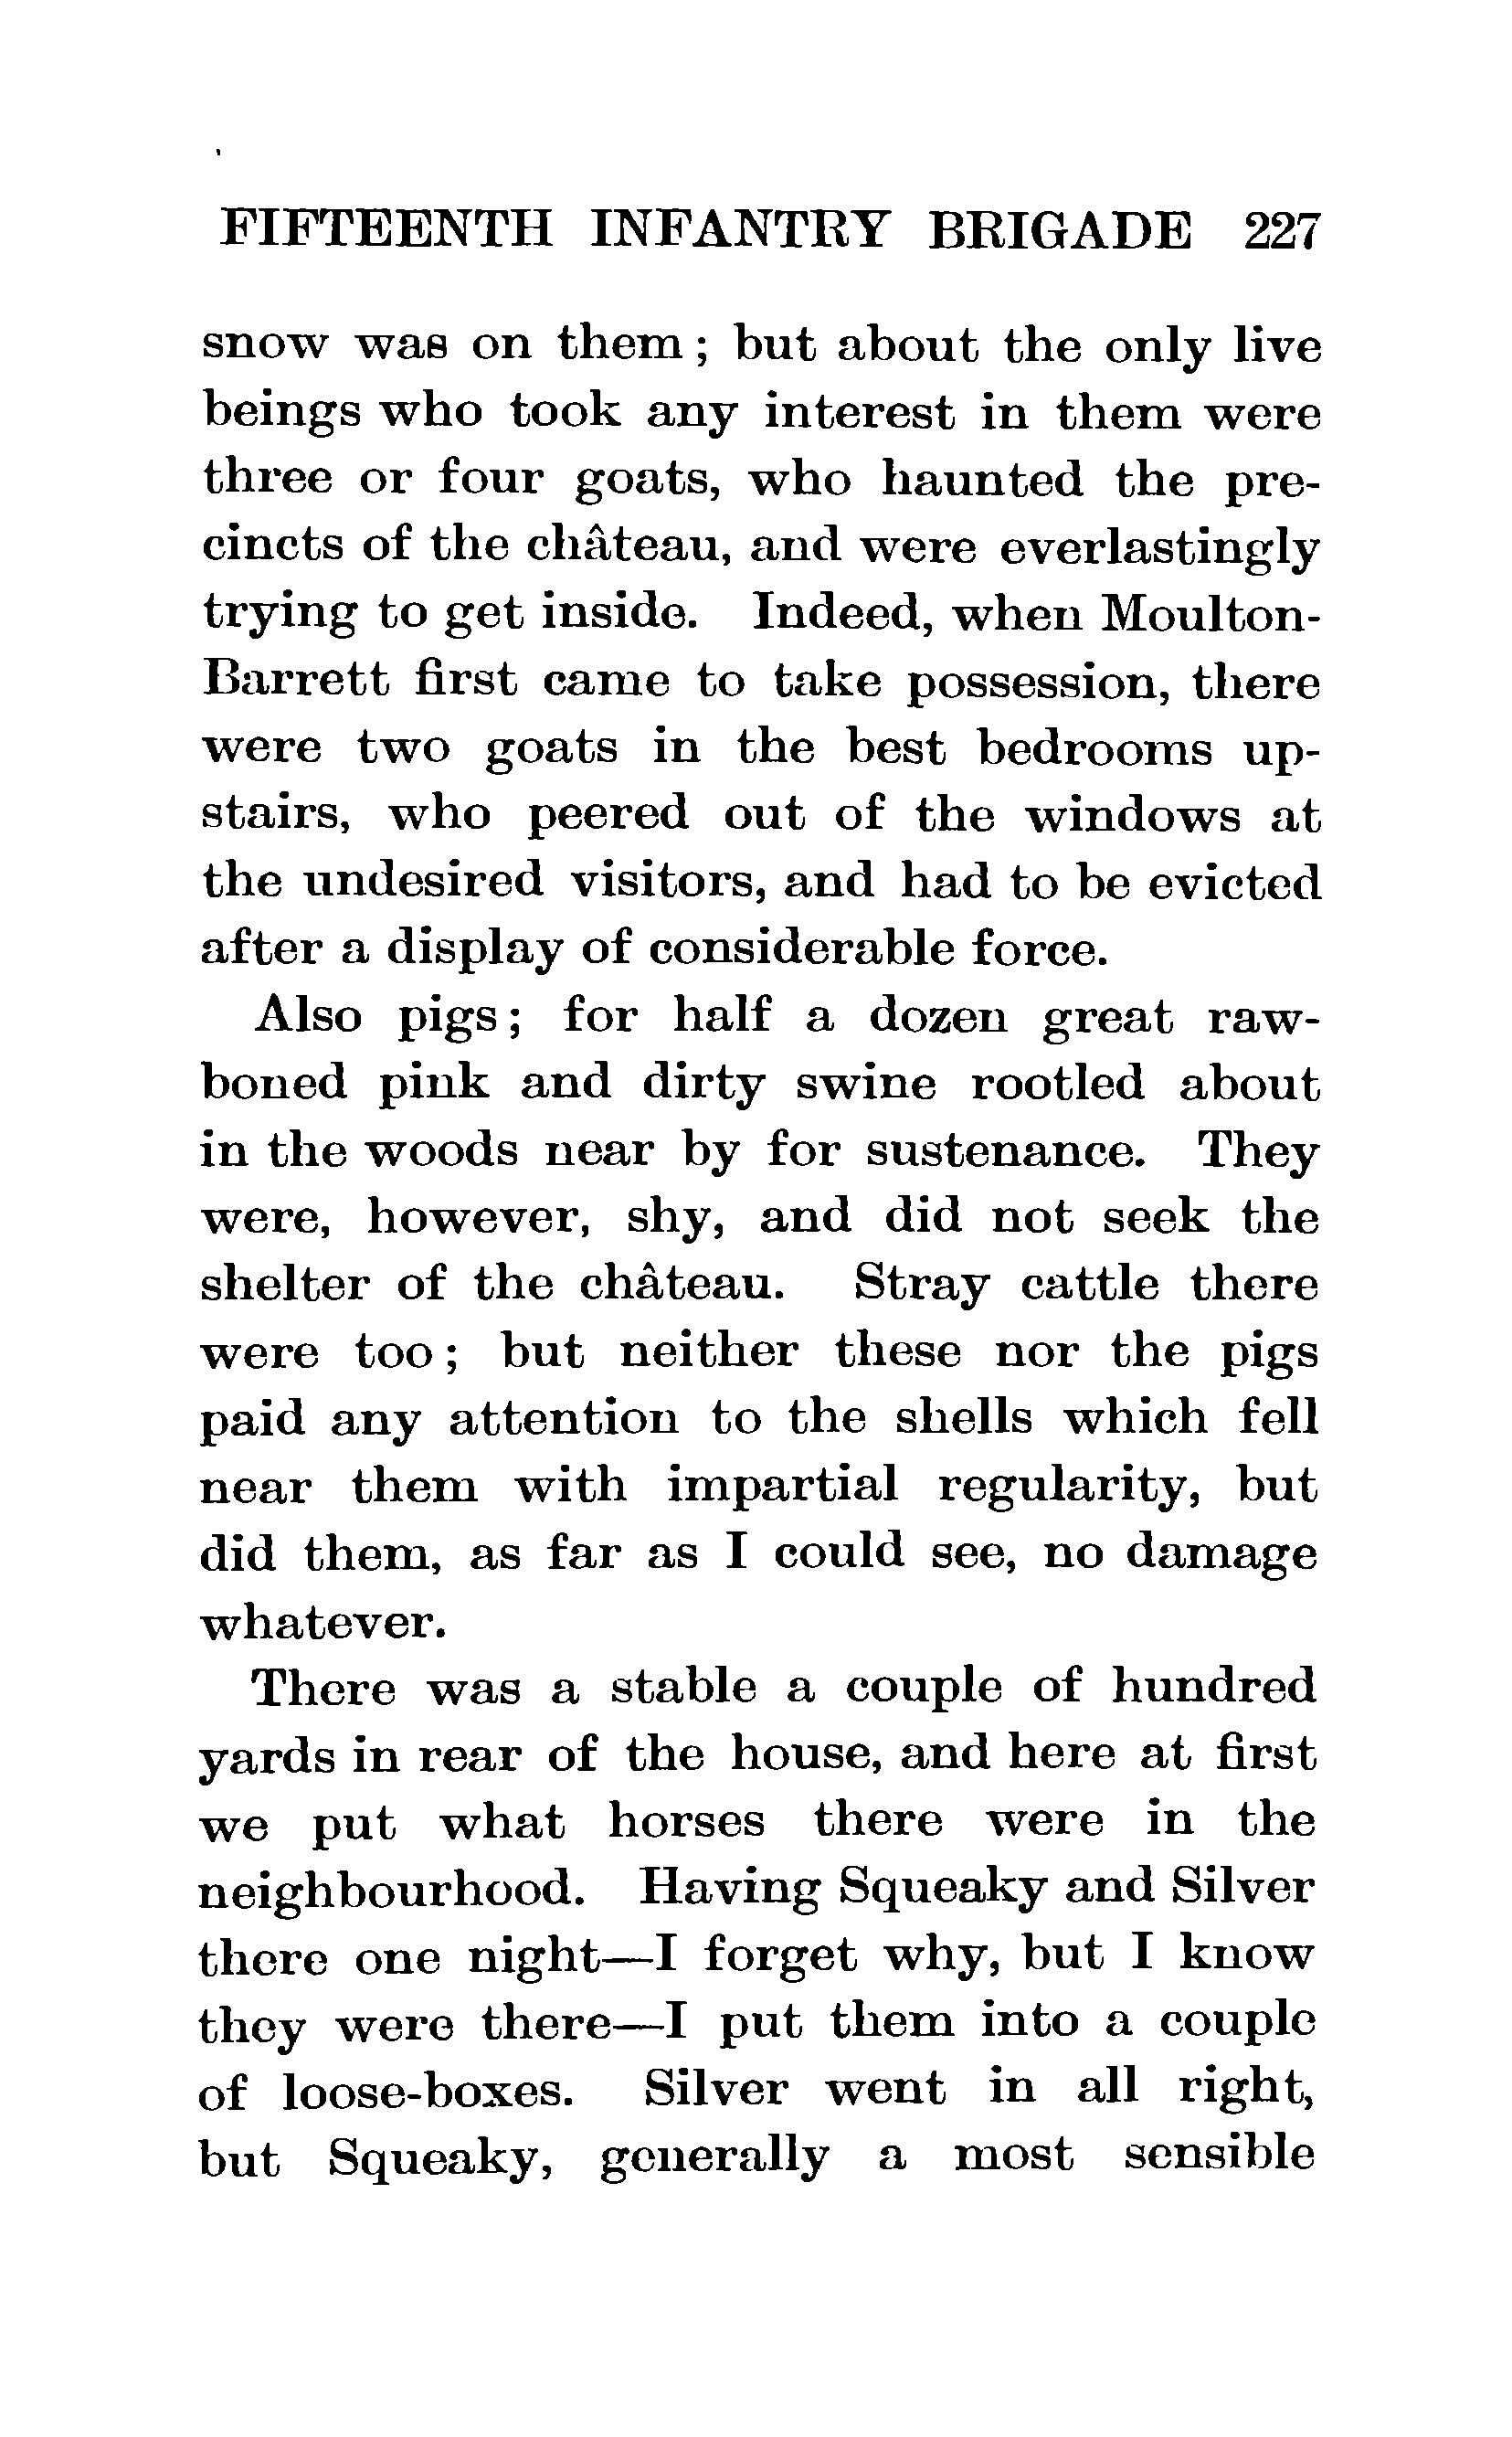 FIFTEENTH INFANTRY BRIGADE 227
snow was on them; but about the only live
beings who took any interest in them were
three or four goats, who haunted the pre-
cincts of the château, and were everlastingly
trying to get inside. Indeed, when Moulton-
Barrett first came to take possession, there
were two goats in the best bedrooms up-
stairs, who peered out of the windows at
the undesired visitors, and had to be evicted
after a display of considerable force.
Also pigs; for half a dozen great raw-
boned pink and dirty swine rootled about
in the woods near by for sustenance. They
were, however, shy, and did not seek the
shelter of the château. Stray cattle there
were too; but neither these nor the pigs
paid any attention to the shells which fell
near them with impartial regularity, but
did them, as far as I could see, no damage
whatever.
There was a stable a couple of hundred
yards in rear of the house, and here at first
we put what horses there were in the
neighbourhood. Having Squeaky and Silver
there one night—I forget why, but I know
they were there—I put them into a couple
of loose-boxes. Silver went in all right,
but Squeaky, generally a most sensible